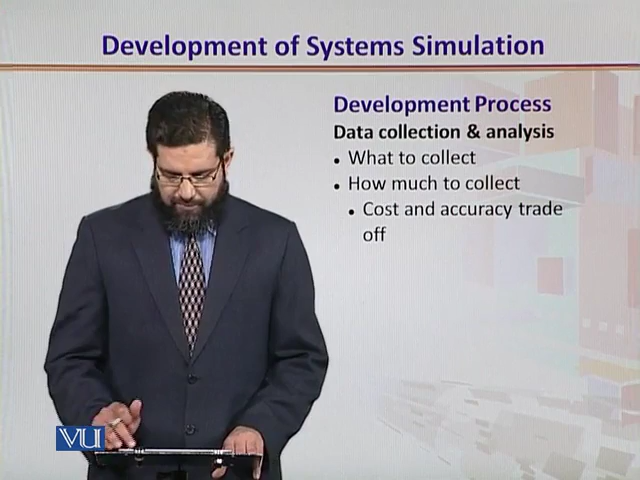 Development of Systems Simulation
Development Process
Data collection & analysis
• What to collect
• How much to collect
• Cost and accuracy trade
off
VU